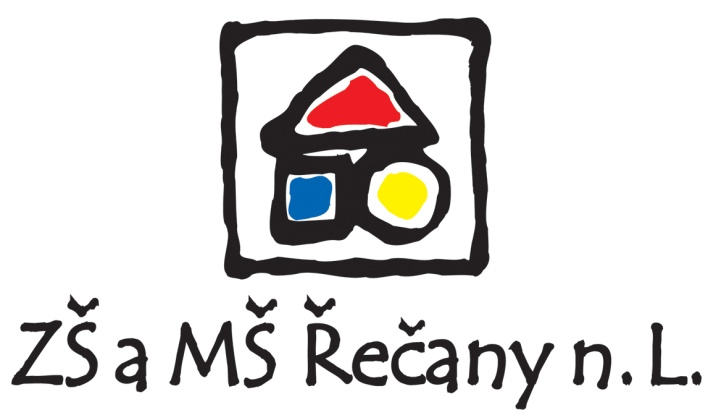 ZŠ a MŠ Řečany n. L.